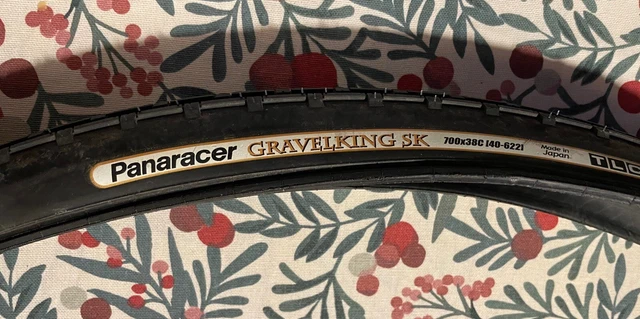 Panaracer GRAVELKING SK 700x38C [40-622] Made in
Japan.
TLC